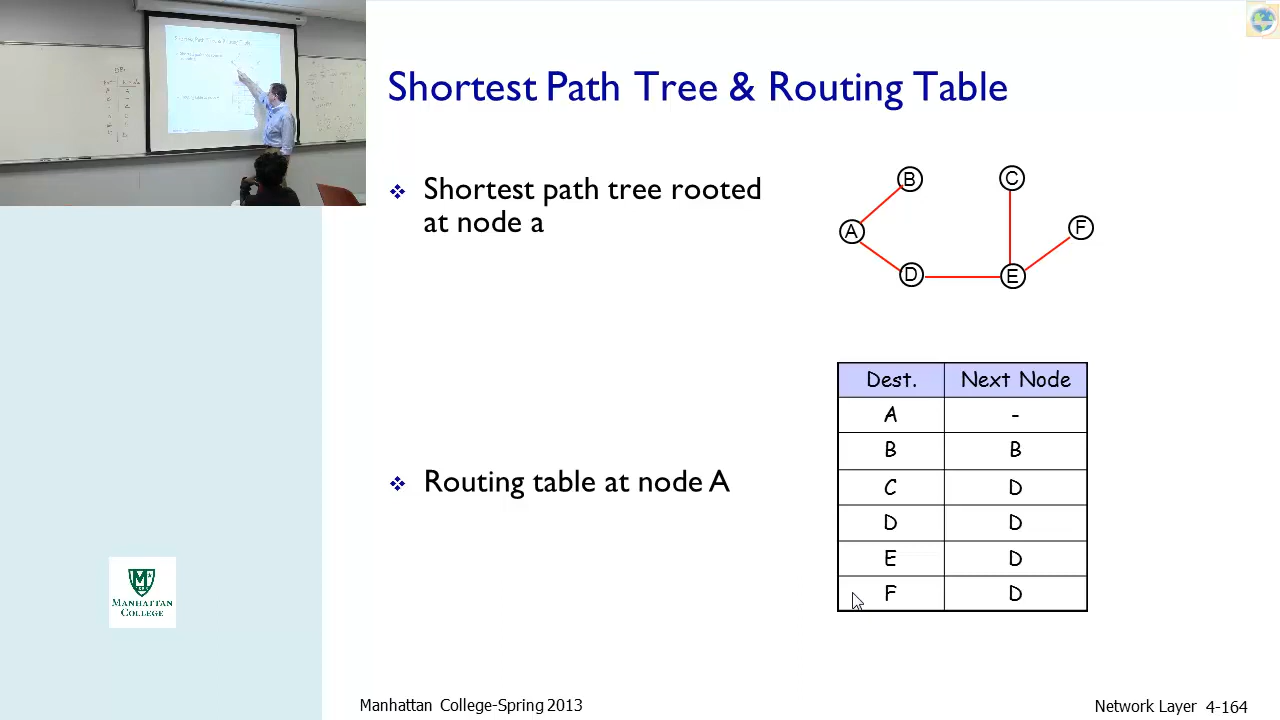 Shortest Path Tree & Routing Table
❖ Shortest path tree rooted
at node a
B
C
A
F
D
E
Dest. Next Node
A -
B B
C D
D D
E D
F D
❖ Routing table at node A
MANHATTAN
COLLEGE
Manhattan College-Spring 2013
Network Layer 4-164